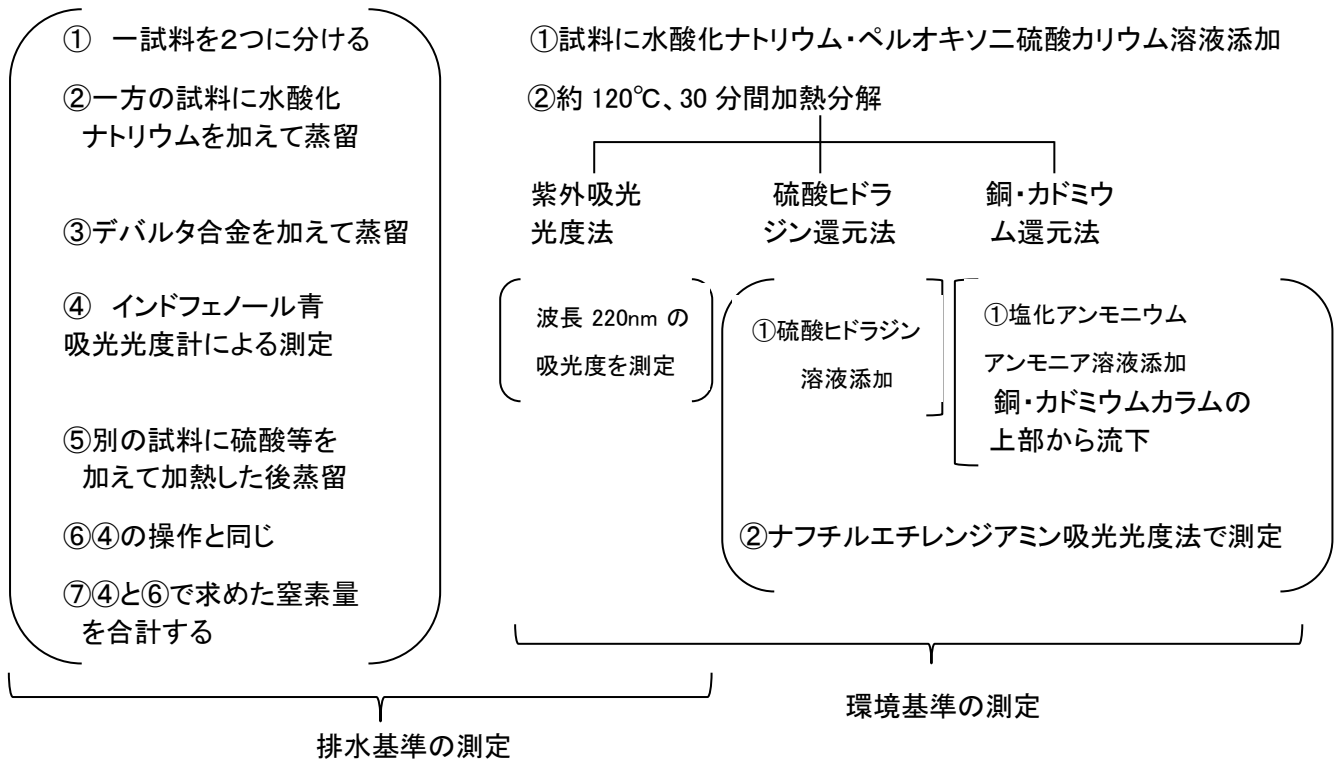 ① 一試料を２つに分ける
②一方の試料に水酸化
ナトリウムを加えて蒸留
③デバルタ合金を加えて蒸留
④ インドフェノール青
吸光光度計による測定
⑤別の試料に硫酸等を
加えて加熱した後蒸留
⑥④の操作と同じ
⑦④と⑥で求めた窒素量
を合計する
①試料に水酸化ナトリウム・ペルオキソ二硫酸カリウム溶液添加
②約 120℃、30 分間加熱分解
紫外吸光
光度法
硫酸ヒドラ
ジン還元法
銅・カドミウ
ム還元法
波長 220nm の
吸光度を測定
①硫酸ヒドラジン
溶液添加
①塩化アンモニウム
アンモニア溶液添加
銅・カドミウムカラムの
上部から流下
②ナフチルエチレンジアミン吸光光度法で測定
環境基準の測定
排水基準の測定